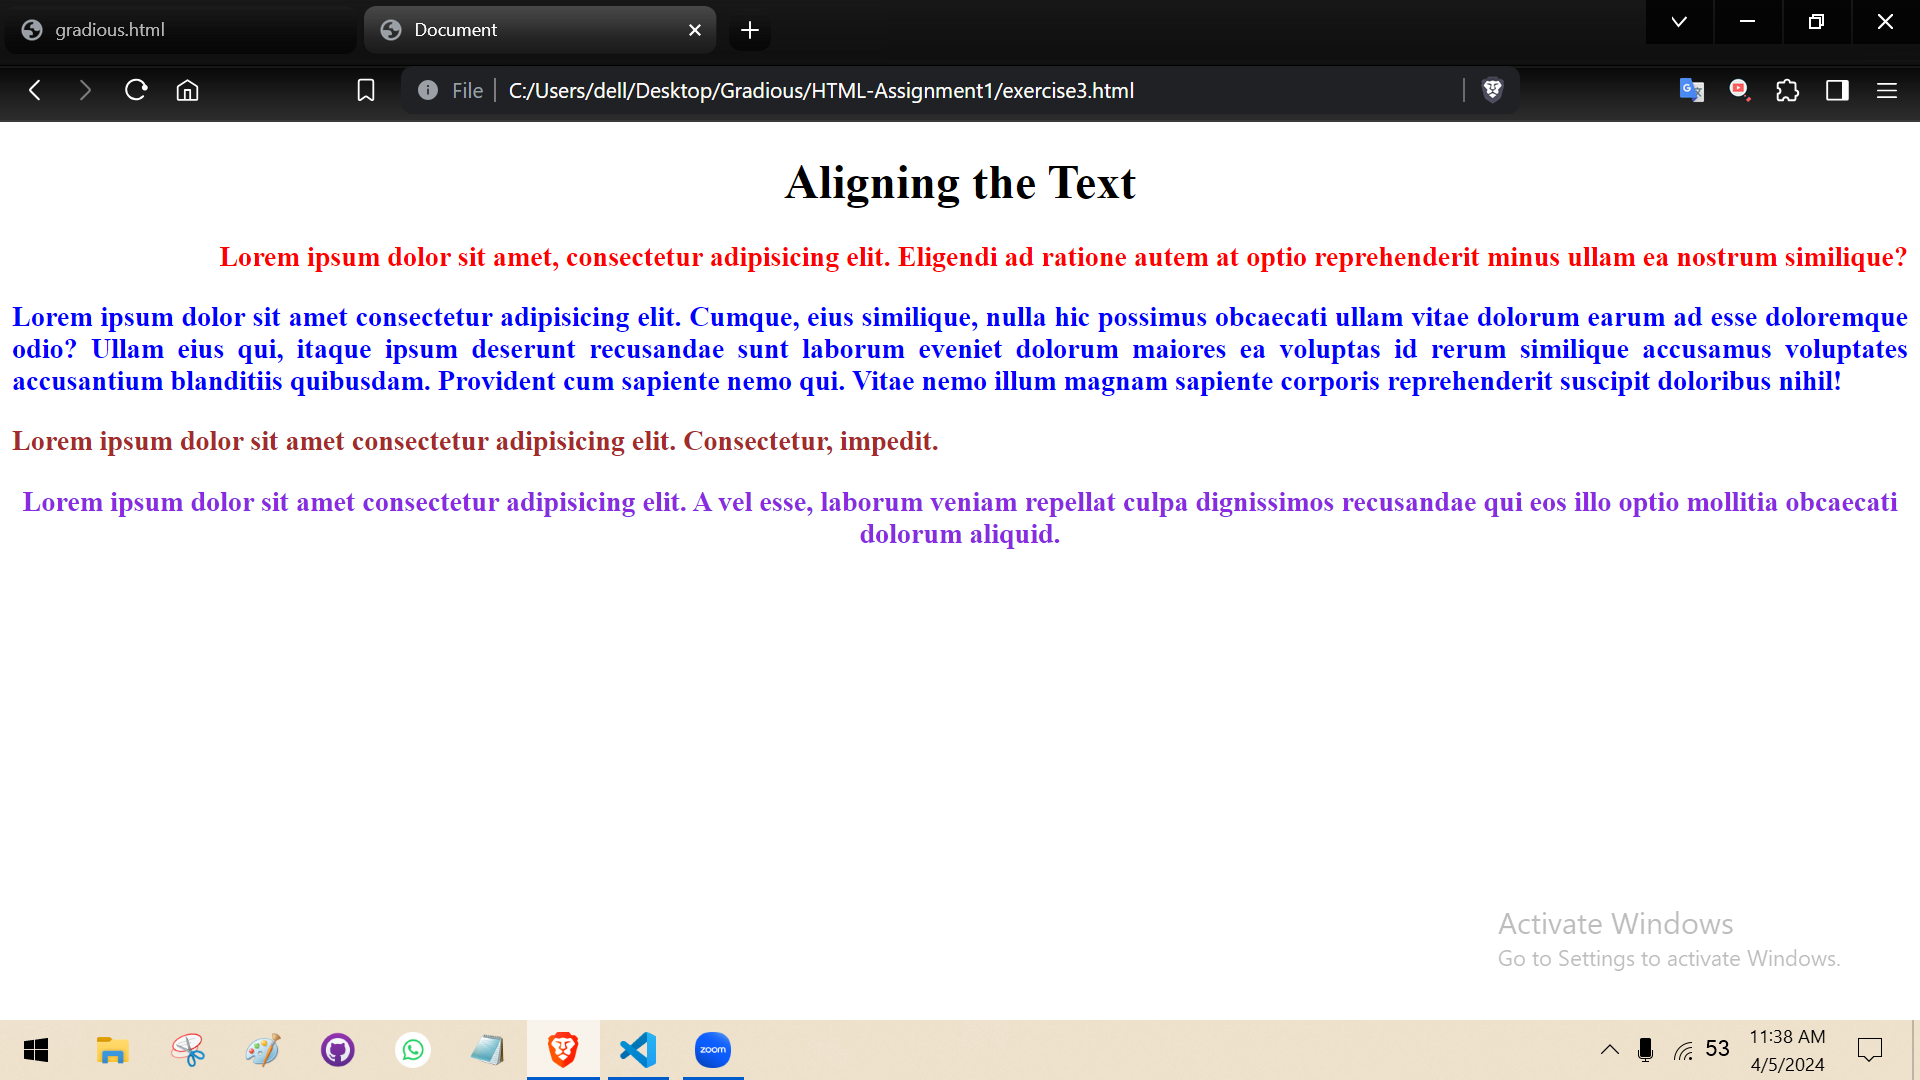 gradious.html
Document
File
C:/Users/dell/Desktop/Gradious/HTML-Assignment1/exercise3.html
Aligning the Text
Lorem ipsum dolor sit amet, consectetur adipisicing elit. Eligendi ad ratione autem at optio reprehenderit minus ullam ea nostrum similique?
Lorem ipsum dolor sit amet consectetur adipisicing elit. Cumque, eius similique, nulla hic possimus obcaecati ullam vitae dolorum earum ad esse doloremque
odio? Ullam eius qui, itaque ipsum deserunt recusandae sunt laborum eveniet dolorum maiores ea voluptas id rerum similique accusamus voluptates
accusantium blanditiis quibusdam. Provident cum sapiente nemo qui. Vitae nemo illum magnam sapiente corporis reprehenderit suscipit doloribus nihil!
Lorem ipsum dolor sit amet consectetur adipisicing elit. Consectetur, impedit.
Lorem ipsum dolor sit amet consectetur adipisicing elit. A vel esse, laborum veniam repellat culpa dignissimos recusandae qui eos illo optio mollitia obcaecati
dolorum aliquid.
Activate Windows
Go to Settings to activate Windows.
zoom
53
11:38 AM
4/5/2024